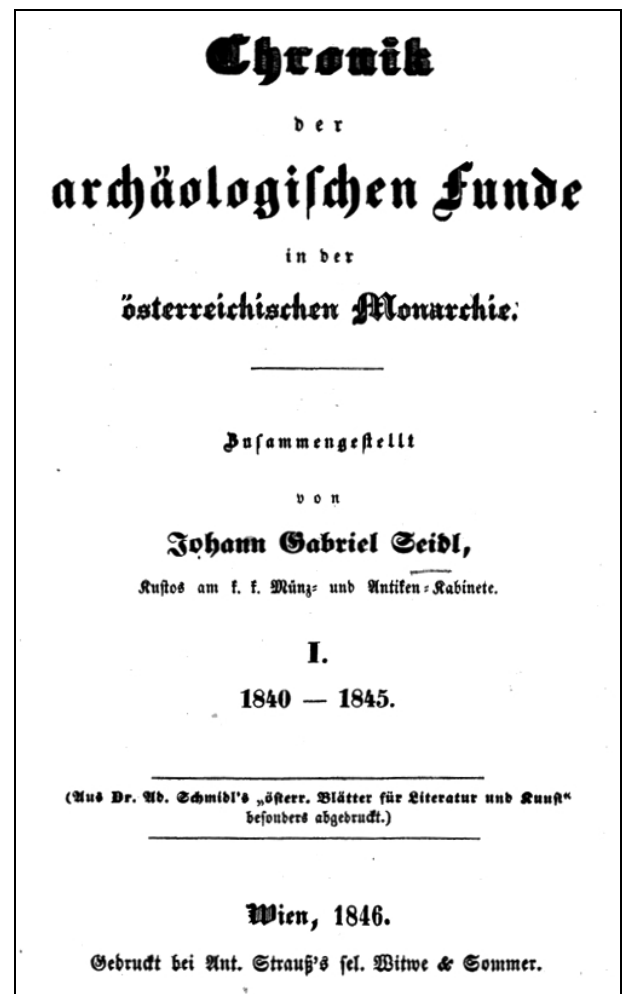 Chronik
der
archäologiſchen Funde
in der
österreichischen Monarchie.
Zuſammengeſtellt
von
Johann Gabriel Seidl,
Kuſtos am k. k. Münz- und Antiken-Kabinete.
I.
1840 — 1845.
(Aus Dr. Ad. Schmidl's „öſterr. Blätter für Literatur und Kunſt“
beſonders abgedruckt.)
Wien, 1846.
Gedruckt bei Ant. Strauß's ſel. Witwe & Sommer.